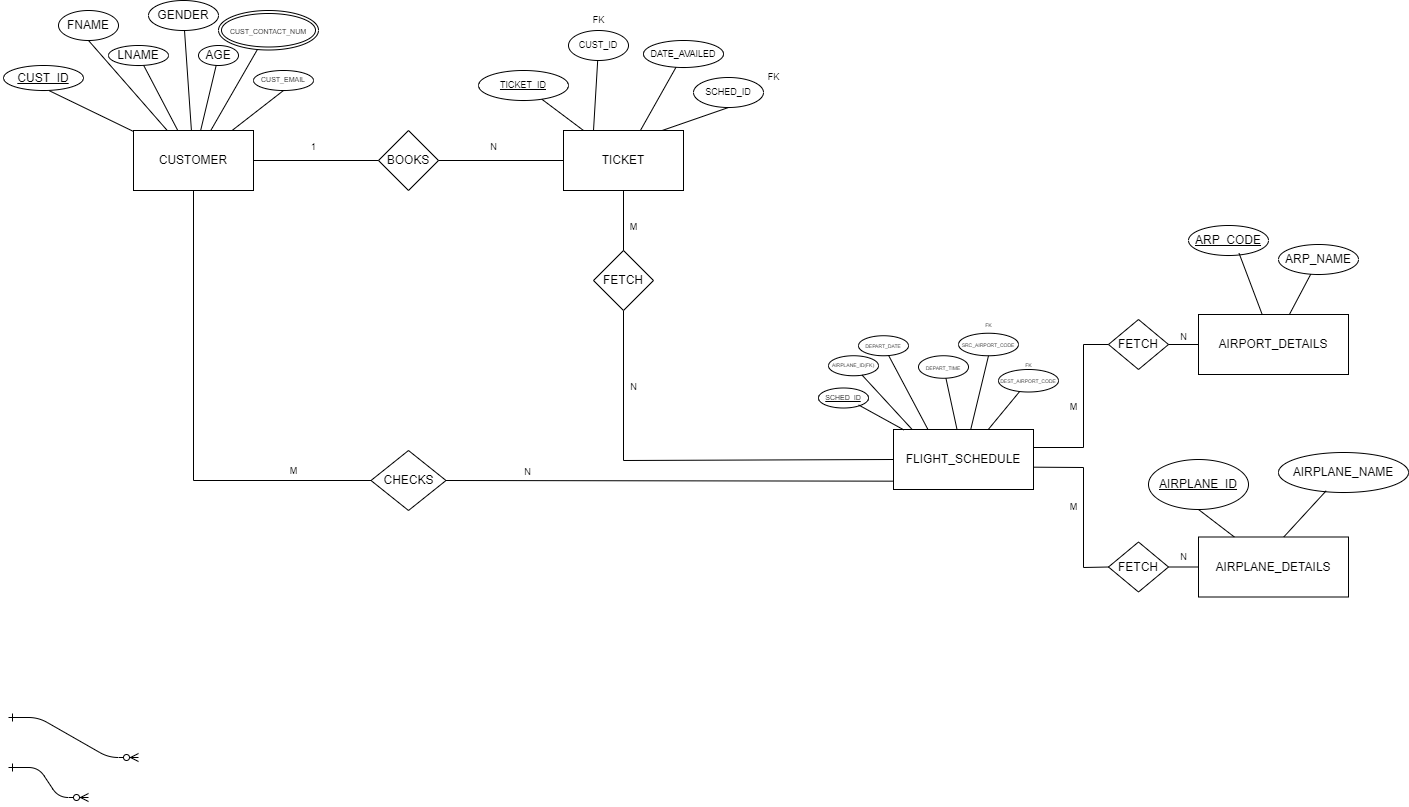 GENDER
FNAME
CUST_CONTACT_NUM
LNAME
AGE
CUST_ID
CUST_EMAIL
FK
CUST_ID
DATE_AVAILED
FK
TICKET_ID
SCHED_ID
CUSTOMER
1
BOOKS
N
TICKET
M
FETCH
N
ARP_CODE
ARP_NAME
FETCH
N
AIRPORT_DETAILS
M
FK
DEPART_DATE
SRC_AIRPORT_CODE
AIRPLANE_ID(FK)
DEPART_TIME
FK
DEST_AIRPORT_CODE
SCHED_ID
FLIGHT_SCHEDULE
M
CHECKS
N
M
AIRPLANE_ID
AIRPLANE_NAME
FETCH
N
AIRPLANE_DETAILS